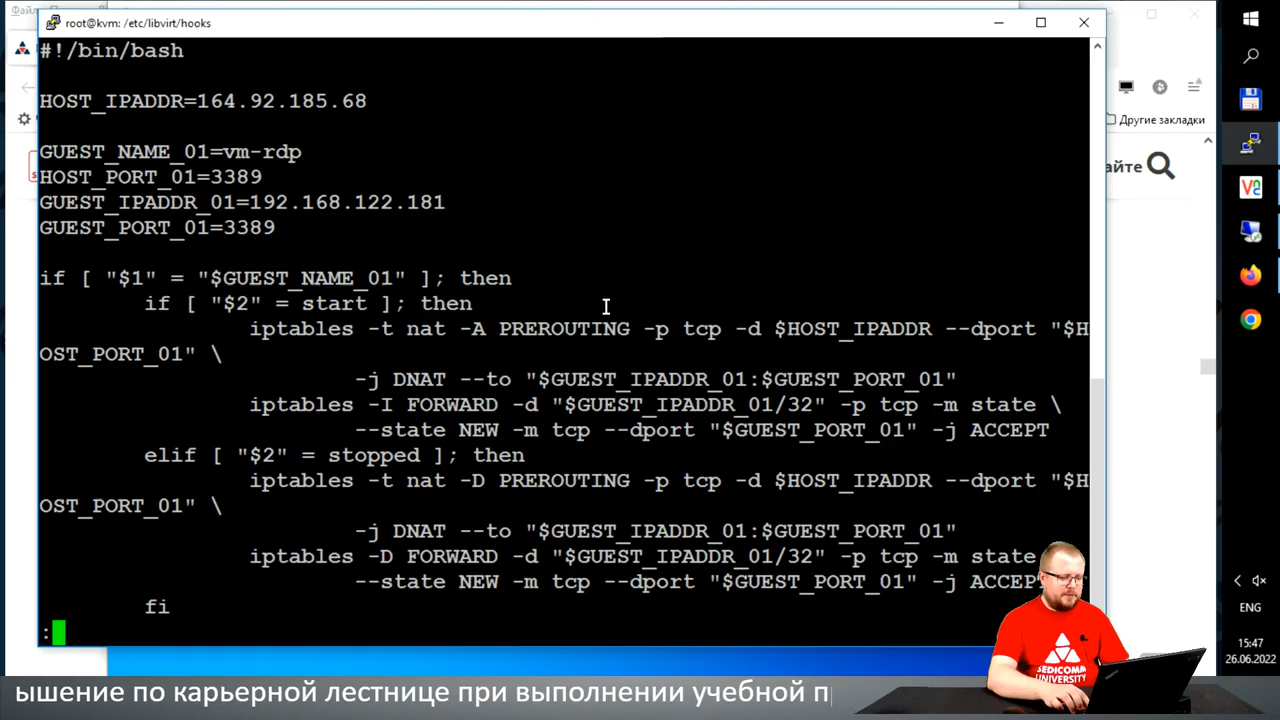 Файл
root@kvm: /etc/libvirt/hooks
#!/bin/bash
HOST_IPADDR=164.92.185.68
GUEST_NAME_01=vm-rdp
HOST_PORT_01=3389
GUEST_IPADDR_01=192.168.122.181
GUEST_PORT_01=3389
if [ "$1" = "$GUEST_NAME_01" ]; then
if [ "$2" = start ]; then
iptables -t nat -A PREROUTING -p tcp -d $HOST_IPADDR --dport "$H
OST_PORT_01" \
-j DNAT --to "$GUEST_IPADDR_01:$GUEST_PORT_01"
iptables -I FORWARD -d "$GUEST_IPADDR_01/32" -p tcp -m state \
--state NEW -m tcp --dport "$GUEST_PORT_01" -j ACCEPT
elif [ "$2" = stopped ]; then
iptables -t nat -D PREROUTING -p tcp -d $HOST_IPADDR --dport "$H
OST_PORT_01" \
-j DNAT --to "$GUEST_IPADDR_01:$GUEST_PORT_01"
iptables -D FORWARD -d "$GUEST_IPADDR_01/32" -p tcp -m state
--state NEW -m tcp --dport "$GUEST_PORT_01" -j ACCEPT
fi
:
Другие закладки
айте
ENG
15:47
26.06.2022
SEDICOMM
UNIVERSITY
ышение по карьерной лестнице при выполнении учебной п